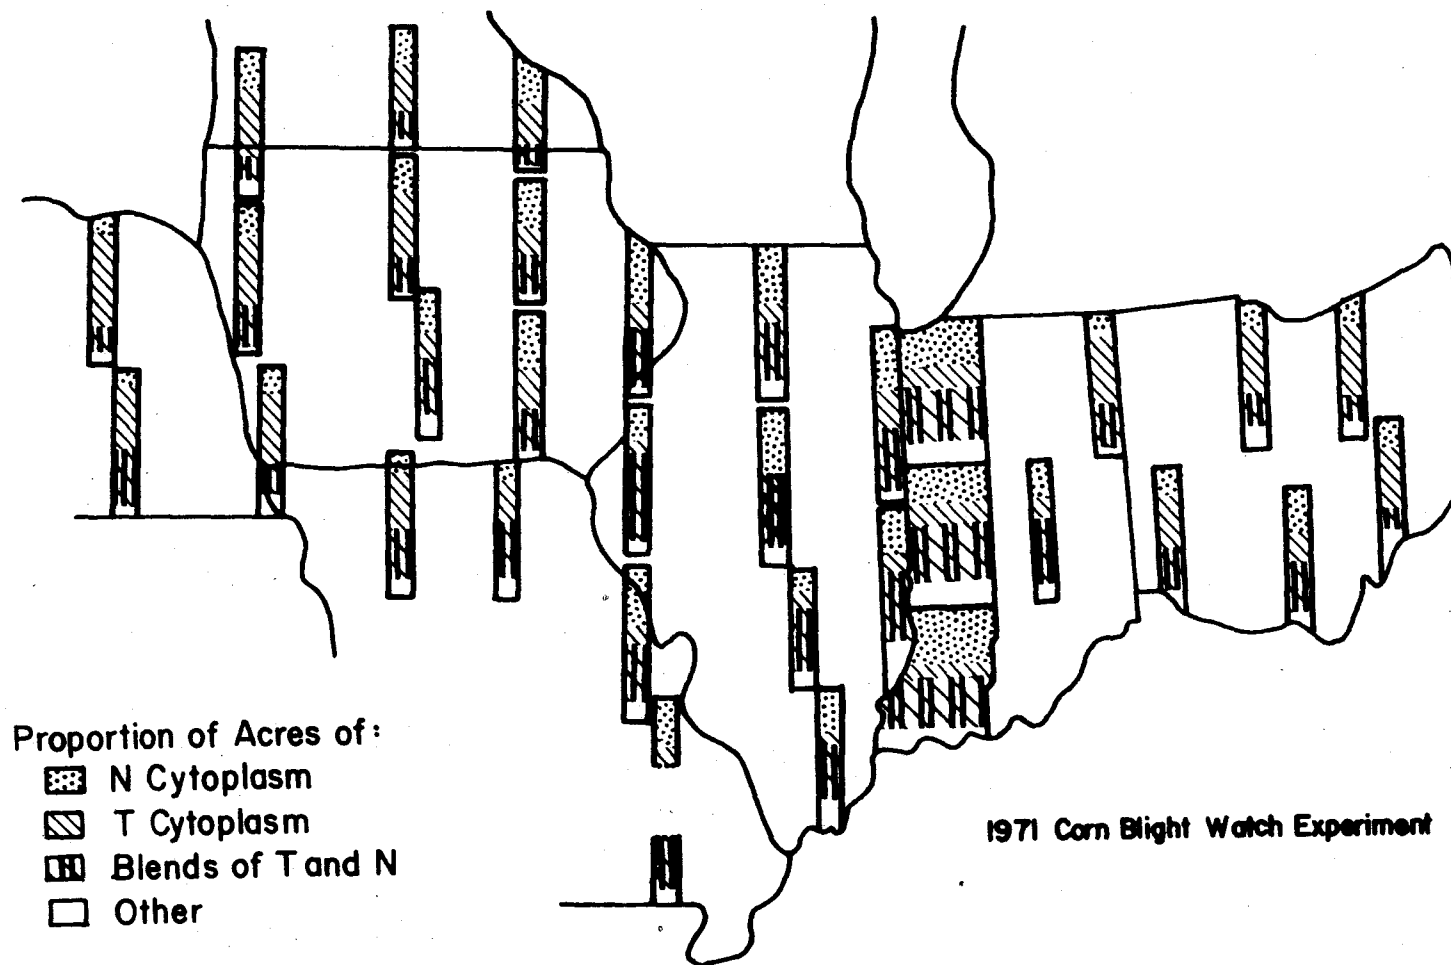 Proportion of Acres of:
N Cytoplasm
T Cytoplasm
Blends of T and N
Other
1971 Corn Blight Watch Experiment